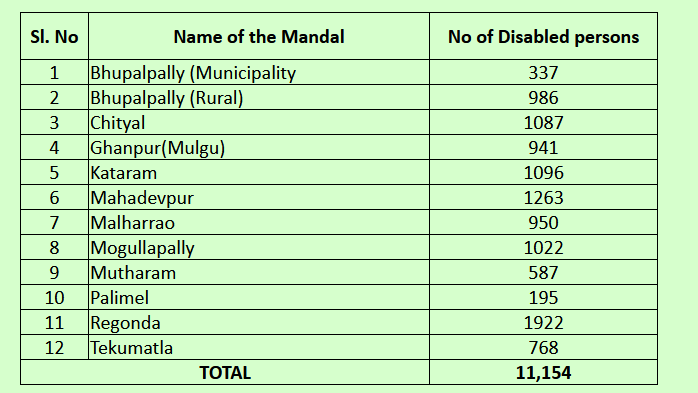 Sl. No Name of the Mandal No of Disabled persons
1 Bhupalpally (Municipality 337
2 Bhupalpally (Rural) 986
3 Chityal 1087
4 Ghanpur(Mulgu) 941
5 Kataram 1096
6 Mahadevpur 1263
7 Malharrao 950
8 Mogullapally 1022
9 Mutharam 587
10 Palimel 195
11 Regonda 1922
12 Tekumatla 768
TOTAL 11,154